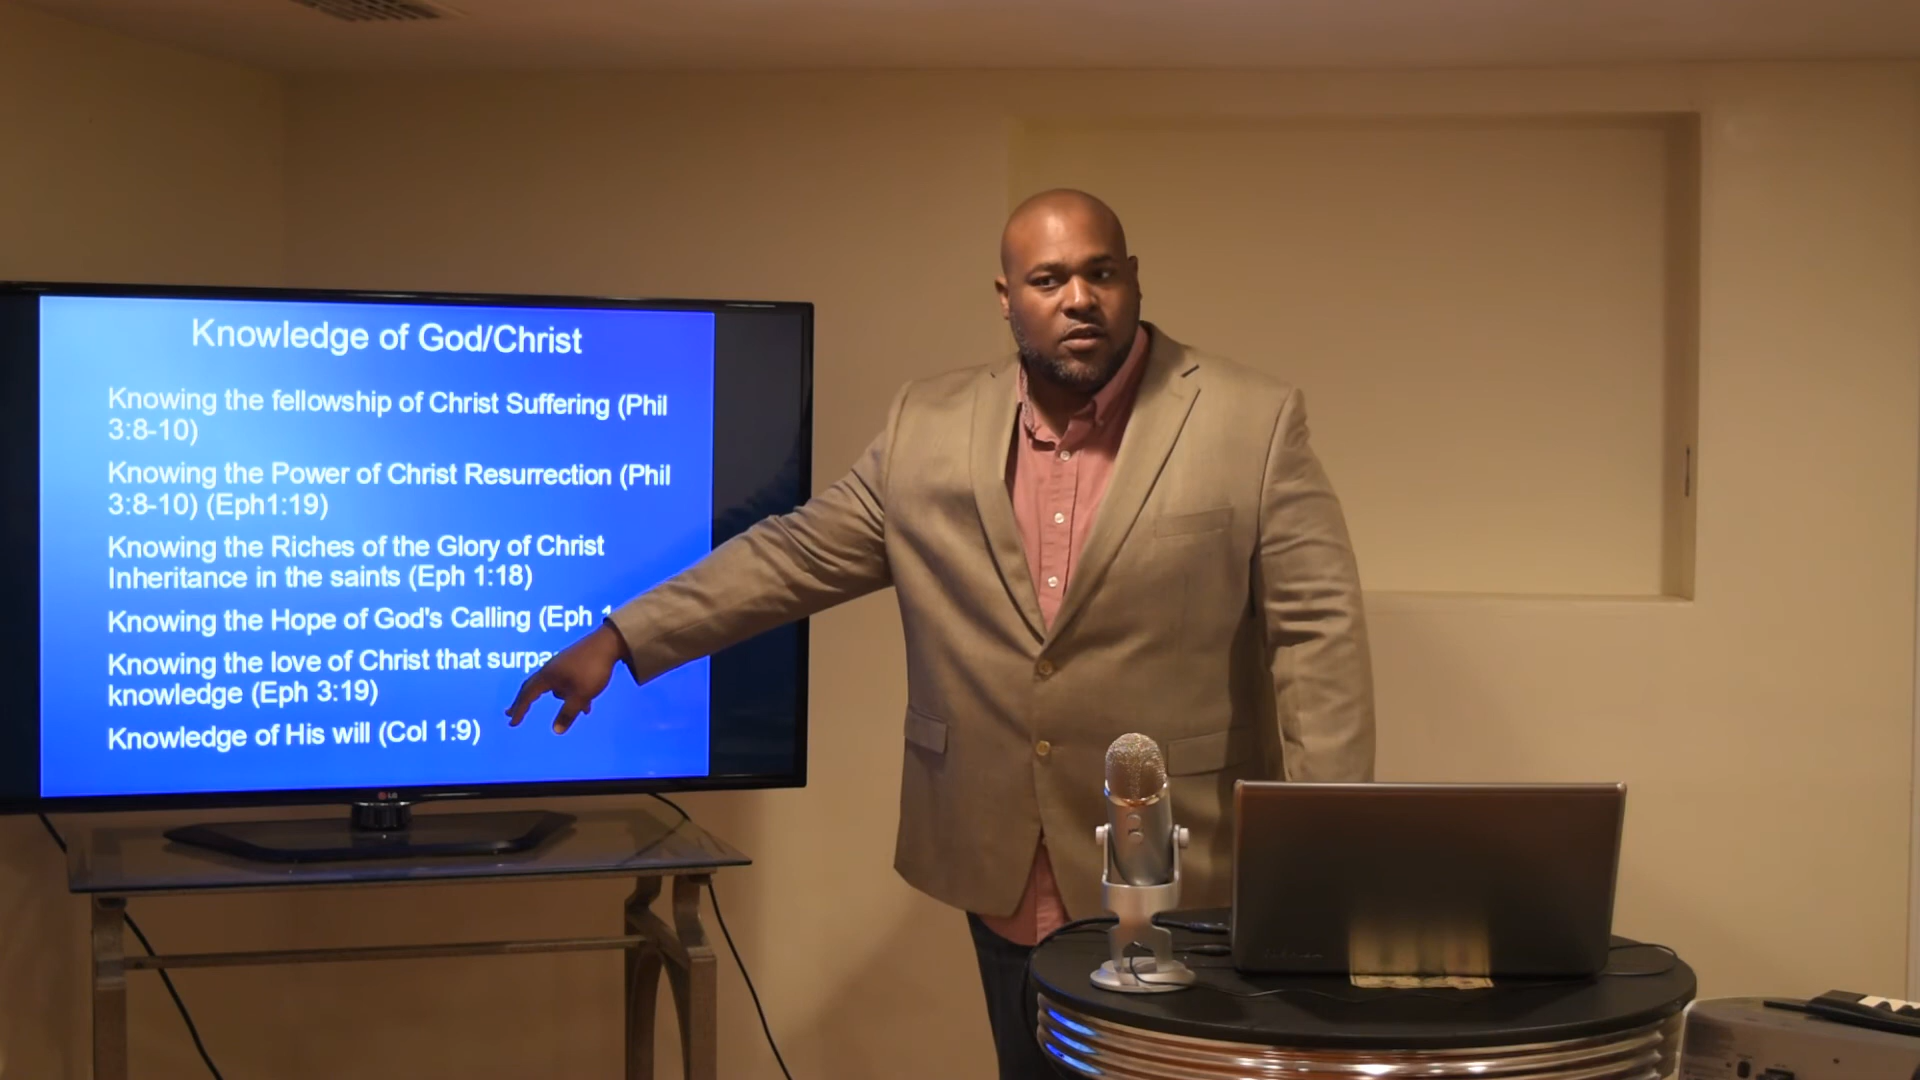 Knowledge of God/Christ
Knowing the fellowship of Christ Suffering (Phil
3:8-10)
Knowing the Power of Christ Resurrection (Phil
3:8-10) (Eph1:19)
Knowing the Riches of the Glory of Christ
Inheritance in the saints (Eph 1:18)
Knowing the Hope of God's Calling (Eph
Knowing the love of Christ that
knowledge (Eph 3:19)
Knowledge of His will (Col 1:9)
LG